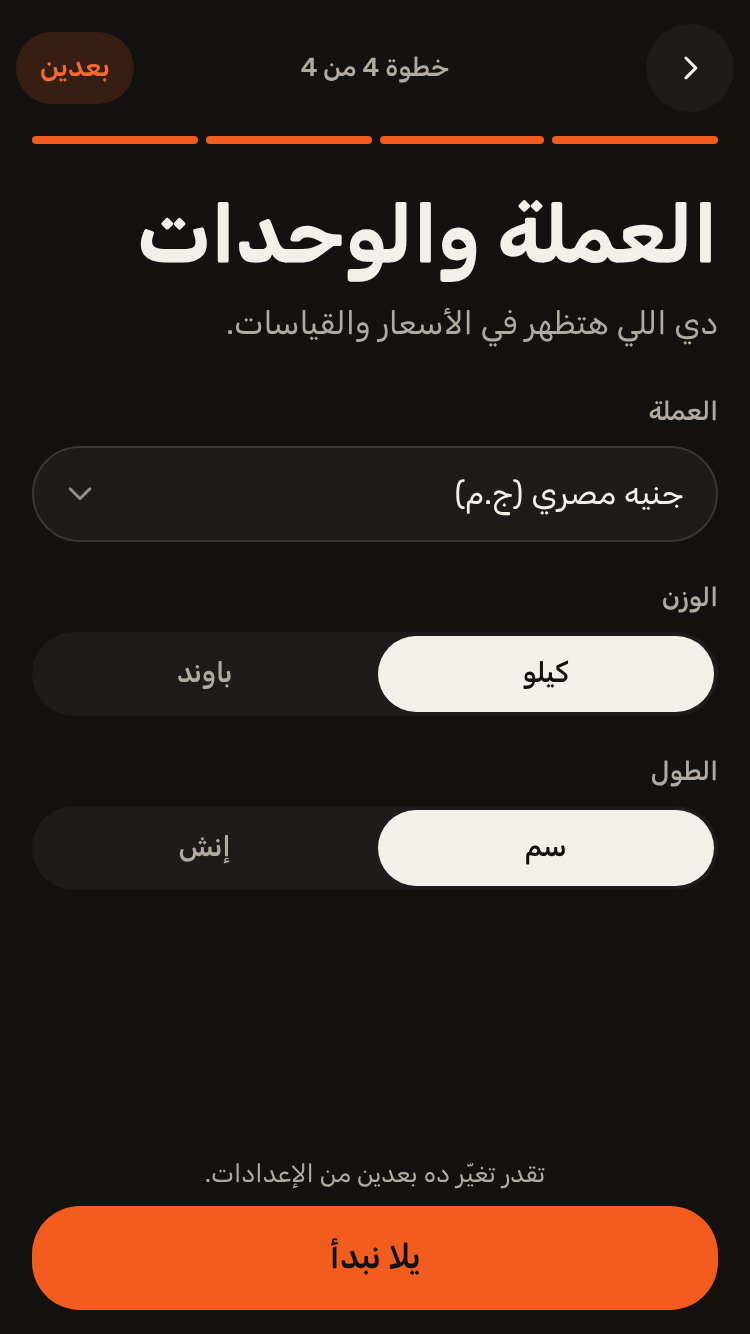 خطوة 4 من 4
بعدين
العملة والوحدات
دي اللي هتظهر في الأسعار والقياسات.
العملة
جنيه مصري (ج.م)
الوزن
كيلو
باوند
الطول
سم
إنش
تقدر تغيّر ده بعدين من الإعدادات.
يلا نبدأ